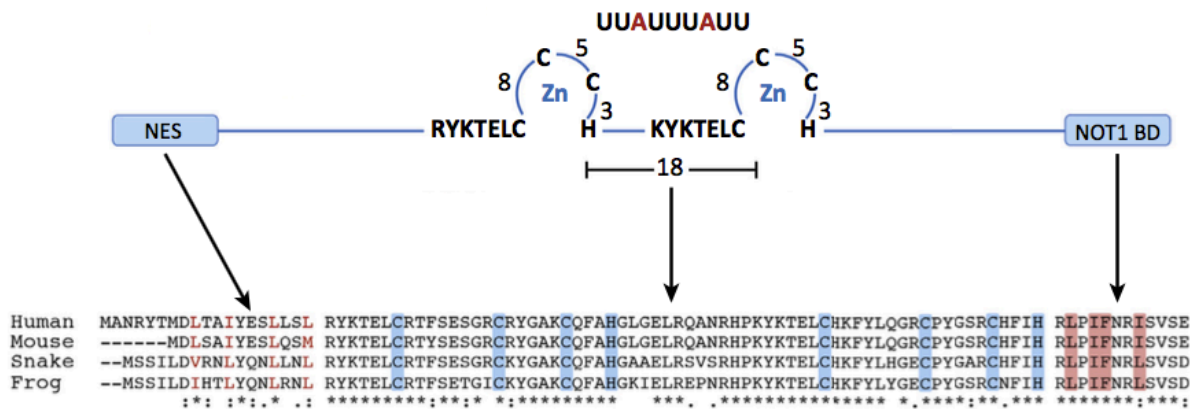 UUAUUUAUU
C 5 C 5
8 Zn C 8 Zn C
3 3
NES RYKTELC H KYKTELC H NOT1 BD
18
Human MANRYTMDLTAIYESLLSL RYKTELCRTFSESGRCRYGAKCQFAHGLGELRQANRHPKYKTELCHKFYLQGRCPYGSRCHFIH RLPIFNRISVSE
Mouse ------MDLSAIYESLQSM RYKTELCRTYSESGRCRYGAKCQFAHGLGELRQANRHPKYKTELCHKFYLQGRCPYGSRCHFIH RLPIFNRISVSE
Snake --MSSILDVRNLYQNLLNL RYKTELCRTFSESGRCKYGAKCQFAHGAAELRSVSRHPKYKTELCHKFYLHGECPYGARCHFIH RLPIFNRISVSD
Frog --MSSILDIHTLYQNLRNL RYKTELCRTFSETGICKYGAKCQFAHGKIELREPNRHPKYKTELCHKFYLYGECPYGSRCNFIH RLPIFNRLSVSD